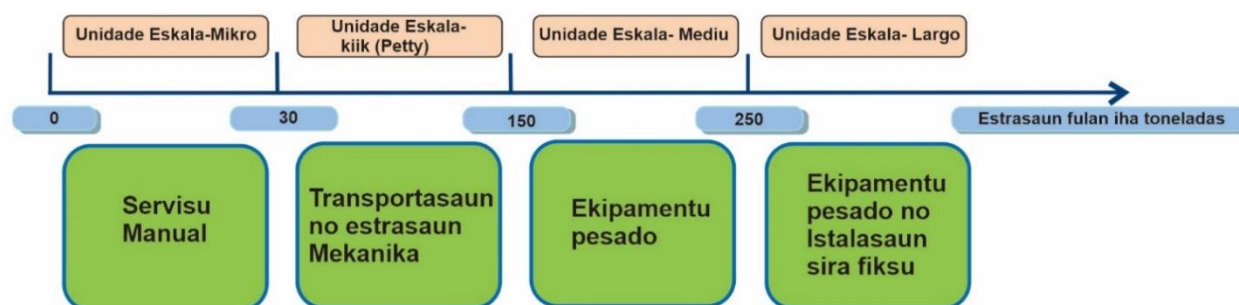 Unidade Eskala-Mikro
Unidade Eskala-
kiik (Petty)
Unidade Eskala- Mediu
Unidade Eskala- Largo
0
30
150
250
Estrasaun fulan iha toneladas
Servisu
Manual
Transportasaun
no estrasaun
Mekanika
Ekipamentu
pesado
Ekipamentu
pesado no
Istalasaun
sira fiksu